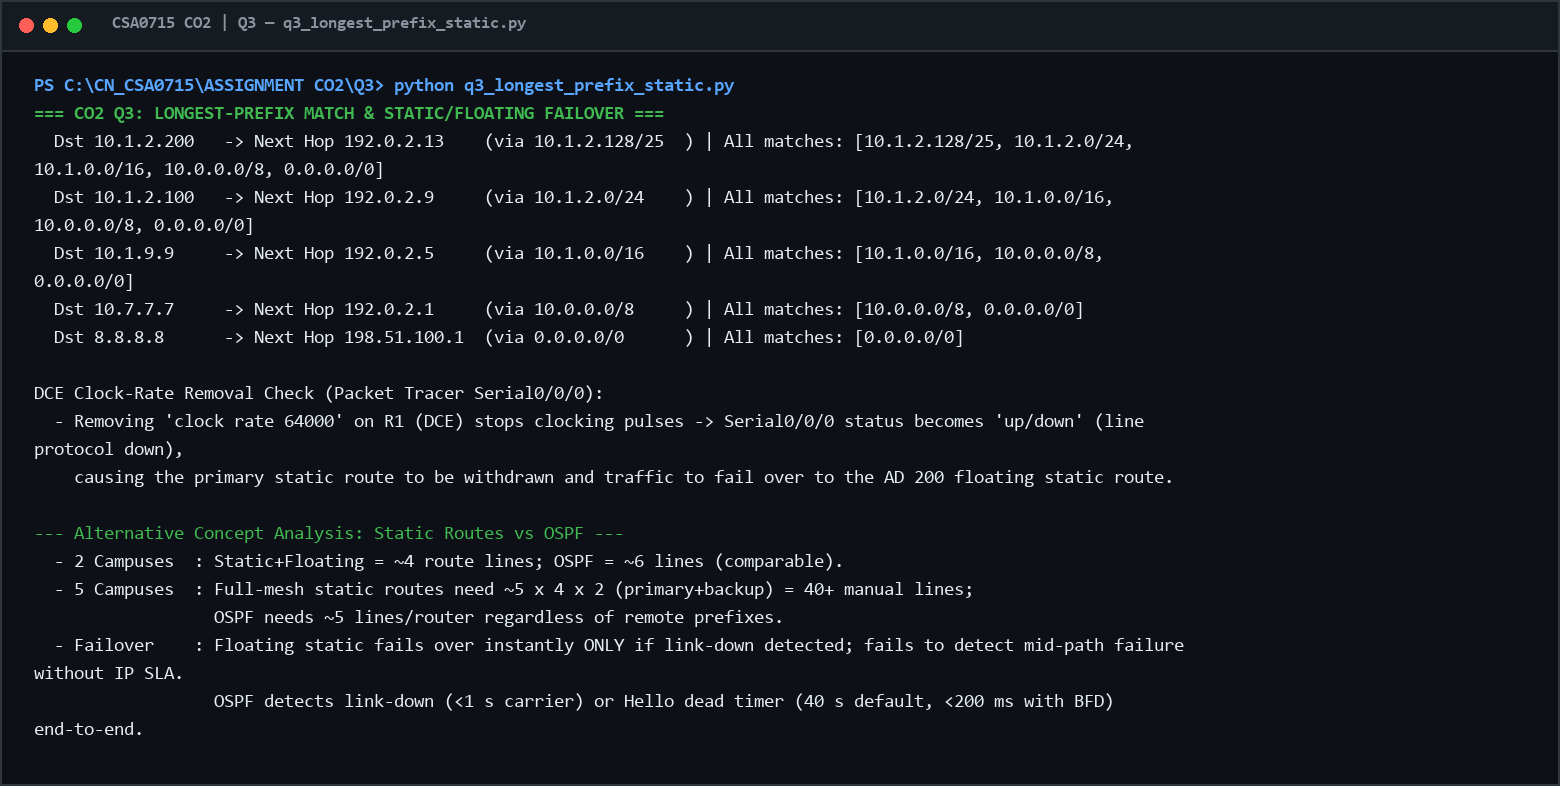 CSA0715 CO2 | Q3 — q3_longest_prefix_static.py
PS C:\CN_CSA0715\ASSIGNMENT CO2\Q3> python q3_longest_prefix_static.py
=== CO2 Q3: LONGEST-PREFIX MATCH & STATIC/FLOATING FAILOVER ===
  Dst 10.1.2.200   -> Next Hop 192.0.2.13    (via 10.1.2.128/25  ) | All matches: [10.1.2.128/25, 10.1.2.0/24,
10.1.0.0/16, 10.0.0.0/8, 0.0.0.0/0]
  Dst 10.1.2.100   -> Next Hop 192.0.2.9     (via 10.1.2.0/24    ) | All matches: [10.1.2.0/24, 10.1.0.0/16,
10.0.0.0/8, 0.0.0.0/0]
  Dst 10.1.9.9     -> Next Hop 192.0.2.5     (via 10.1.0.0/16    ) | All matches: [10.1.0.0/16, 10.0.0.0/8,
0.0.0.0/0]
  Dst 10.7.7.7     -> Next Hop 192.0.2.1     (via 10.0.0.0/8     ) | All matches: [10.0.0.0/8, 0.0.0.0/0]
  Dst 8.8.8.8      -> Next Hop 198.51.100.1  (via 0.0.0.0/0      ) | All matches: [0.0.0.0/0]
DCE Clock-Rate Removal Check (Packet Tracer Serial0/0/0):
  - Removing 'clock rate 64000' on R1 (DCE) stops clocking pulses -> Serial0/0/0 status becomes 'up/down' (line
protocol down),
    causing the primary static route to be withdrawn and traffic to fail over to the AD 200 floating static route.
--- Alternative Concept Analysis: Static Routes vs OSPF ---
  - 2 Campuses  : Static+Floating = ~4 route lines; OSPF = ~6 lines (comparable).
  - 5 Campuses  : Full-mesh static routes need ~5 x 4 x 2 (primary+backup) = 40+ manual lines;
                  OSPF needs ~5 lines/router regardless of remote prefixes.
  - Failover    : Floating static fails over instantly ONLY if link-down detected; fails to detect mid-path failure
without IP SLA.
                  OSPF detects link-down (<1 s carrier) or Hello dead timer (40 s default, <200 ms with BFD)
end-to-end.